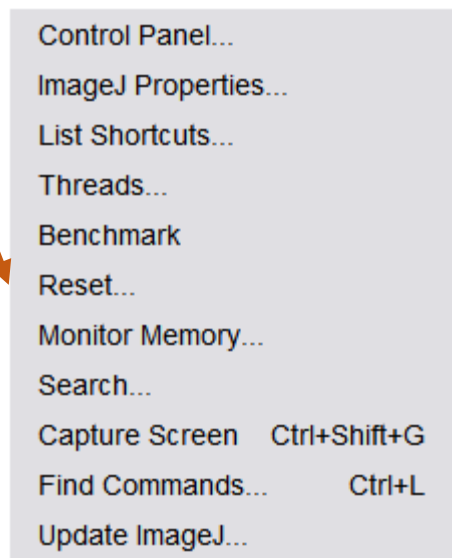 Control Panel...
ImageJ Properties...
List Shortcuts...
Threads...
Benchmark
Reset...
Monitor Memory...
Search...
Capture Screen Ctrl+Shift+G
Find Commands... Ctrl+L
Update ImageJ...